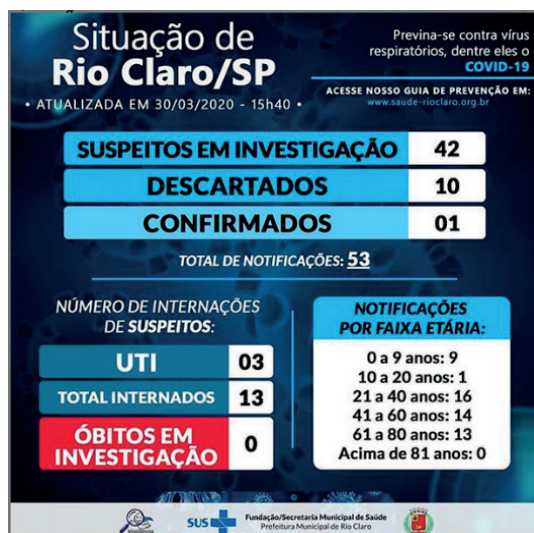 Situação de
Rio Claro/SP
• ATUALIZADA EM 30/03/2020 - 15h40 •
Previna-se contra vírus
respiratórios, dentre eles o
COVID-19
ACESSE NOSSO GUIA DE PREVENÇÃO EM:
www.saude-rioclaro.org.br
SUSPEITOS EM INVESTIGAÇÃO 42
DESCARTADOS 10
CONFIRMADOS 01
TOTAL DE NOTIFICAÇÕES: 53
NÚMERO DE INTERNAÇÕES
DE SUSPEITOS:
UTI 03
TOTAL INTERNADOS 13
ÓBITOS EM
INVESTIGAÇÃO 0
NOTIFICAÇÕES
POR FAIXA ETÁRIA:
0 a 9 anos: 9
10 a 20 anos: 1
21 a 40 anos: 16
41 a 60 anos: 14
61 a 80 anos: 13
Acima de 81 anos: 0
SUS
Fundação/Secretaria Municipal de Saúde
Prefeitura Municipal de Rio Claro